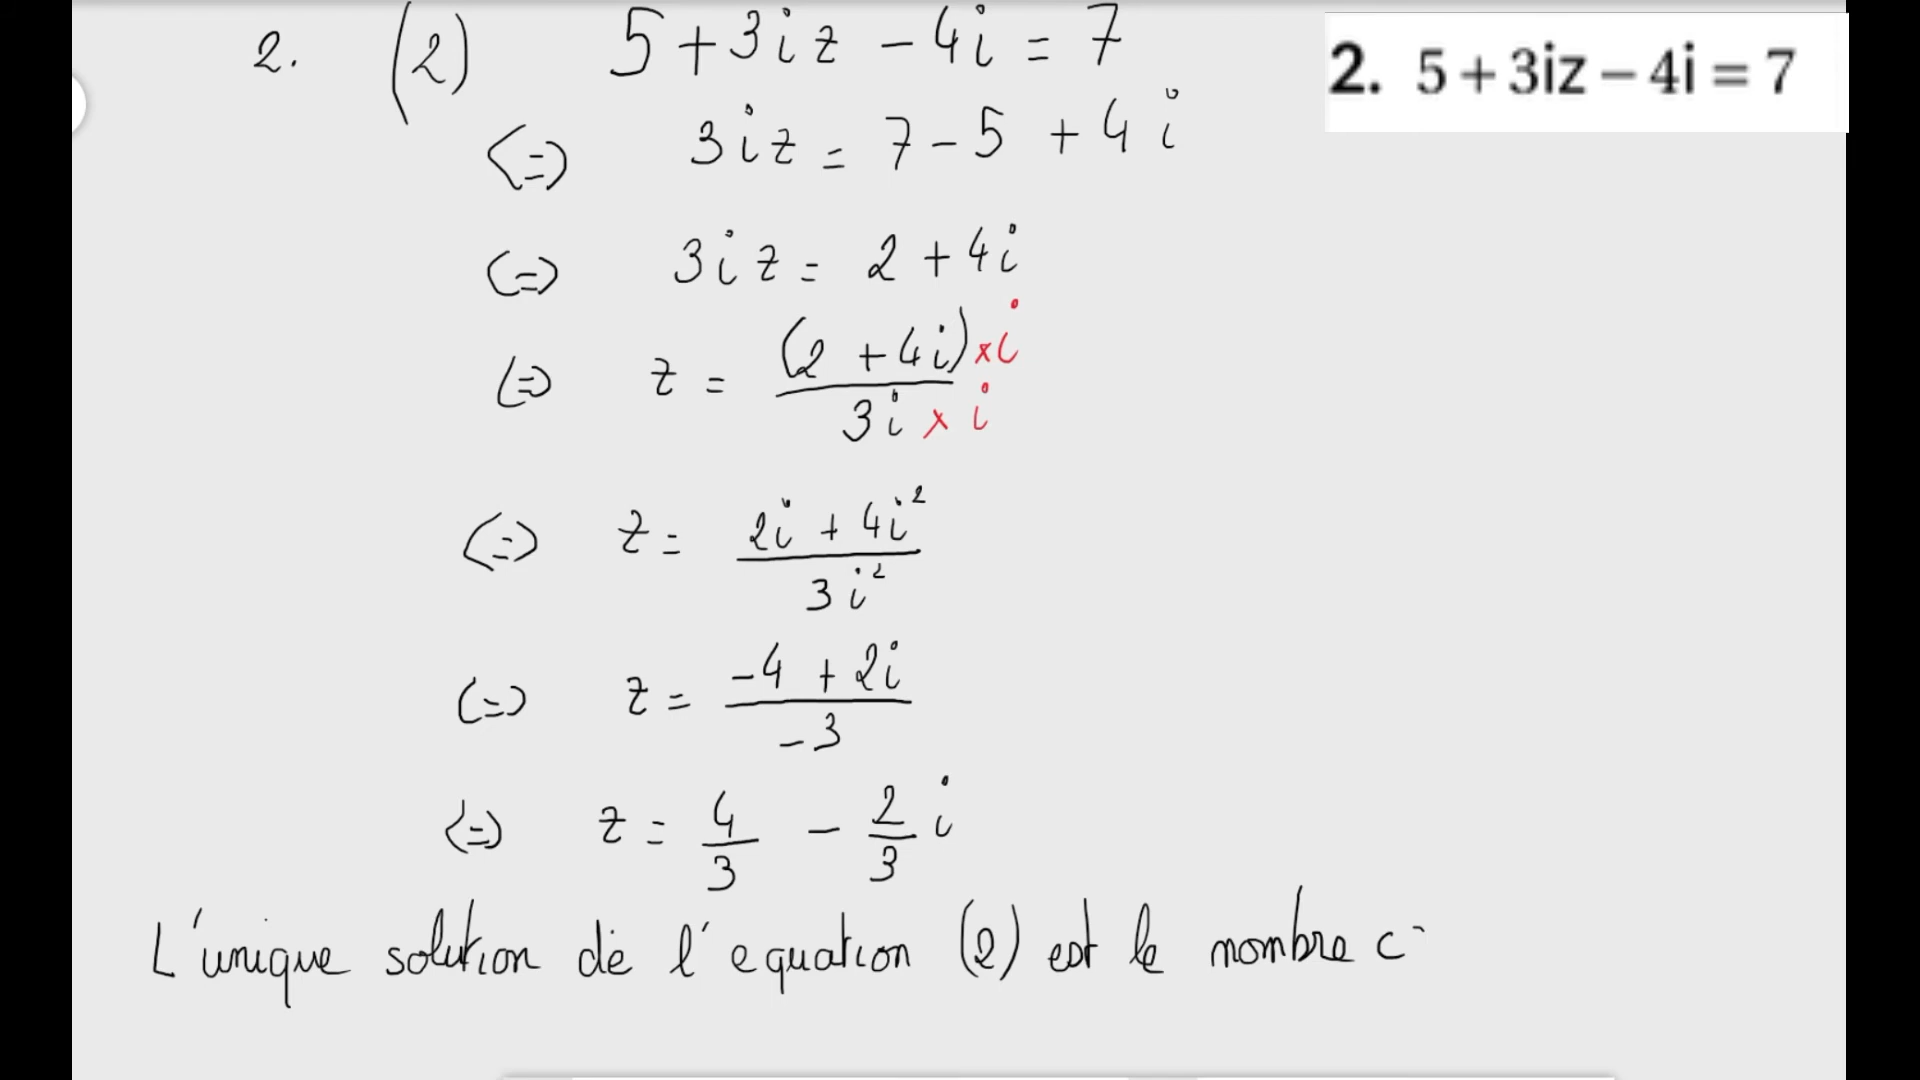 2. (2) 5 + 3iz - 4i = 7
2. 5 + 3iz – 4i = 7
<=> 3iz = 7 - 5 + 4i
<=> 3iz = 2 + 4i
<=> z = (2 + 4i) × i / 3i × i
<=> z = 2i + 4i² / 3i²
<=> z = -4 + 2i / -3
<=> z = 4/3 - 2/3 i
L'unique solution de l'equation (2) est le nombre c